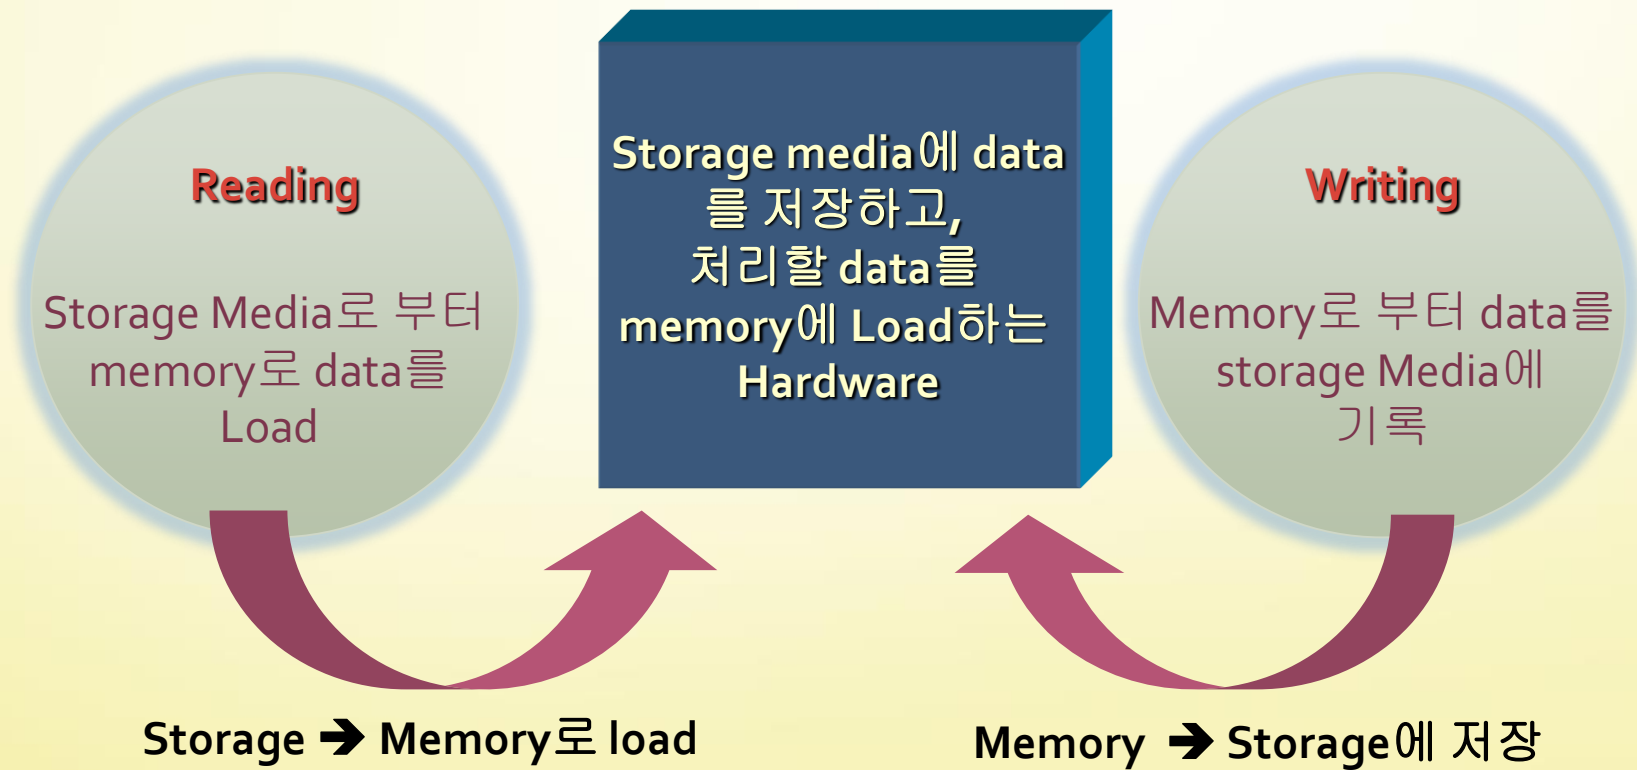 Reading
Storage Media로 부터
memory로 data를
Load
Storage media에 data
를 저장하고,
처리할 data를
memory에 Load하는
Hardware
Writing
Memory로 부터 data를
storage Media에
기록
Storage ➔ Memory로 load
Memory ➔ Storage에 저장